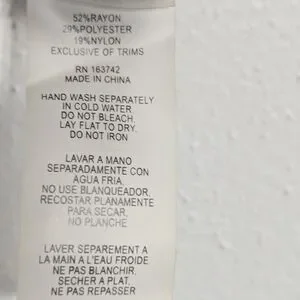 52%RAYON
29%POLYESTER
19%NYLON
EXCLUSIVE OF TRIMS
RN 163742
MADE IN CHINA
HAND WASH SEPARATELY
IN COLD WATER.
DO NOT BLEACH.
LAY FLAT TO DRY.
DO NOT IRON
LAVAR A MANO
SEPARADAMENTE CON
AGUA FRIA.
NO USE BLANQUEADOR.
RECOSTAR PLANAMENTE
PARA SECAR.
NO PLANCHE
LAVER SEPAREMENT A
LA MAIN A L'EAU FROIDE.
NE PAS BLANCHIR.
SECHER A PLAT.
NE PAS REPASSER